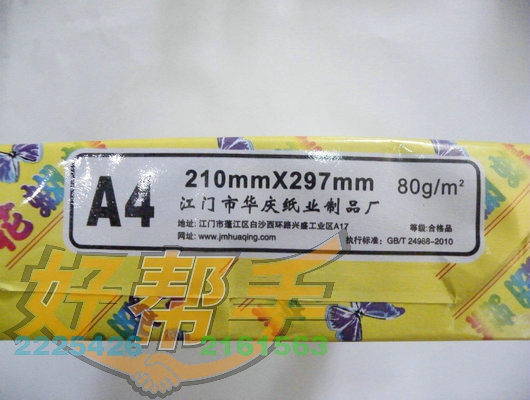 A4
210mmX297mm 80g/m²
江门市华庆纸业制品厂
地址: 江门市蓬江区白沙西环路兴盛工业区A17 等级:合格品
网址: www.jmhuaqing.com 执行标准: GB/T 24988-2010
好帮手
2225426 2161563
花